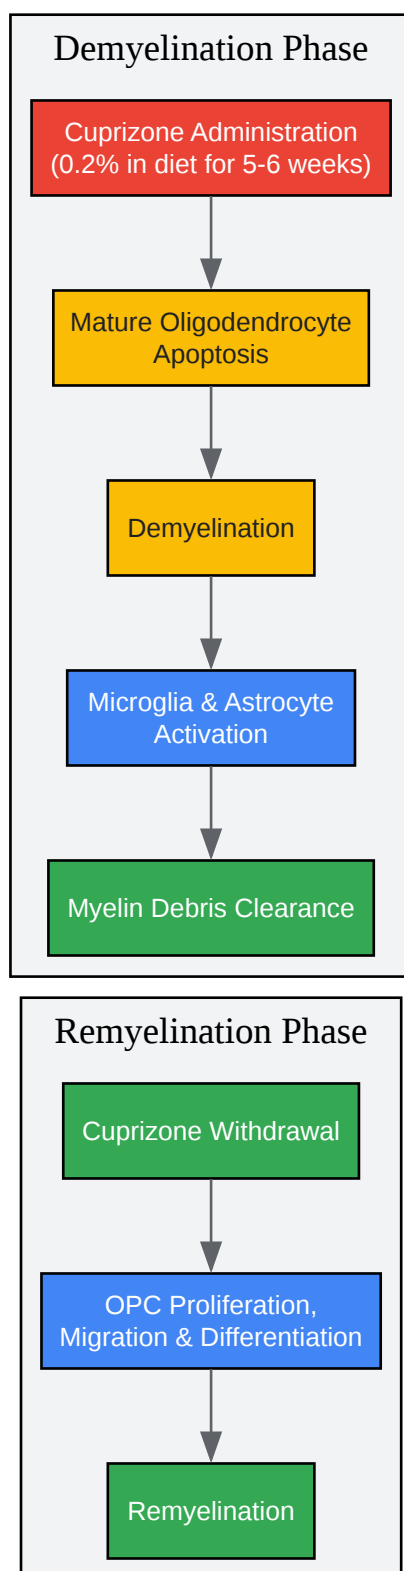 Demyelination Phase
Cuprizone Administration
(0.2% in diet for 5-6 weeks)
Mature Oligodendrocyte
Apoptosis
Demyelination
Microglia & Astrocyte
Activation
Myelin Debris Clearance
Remyelination Phase
Cuprizone Withdrawal
OPC Proliferation,
Migration & Differentiation
Remyelination